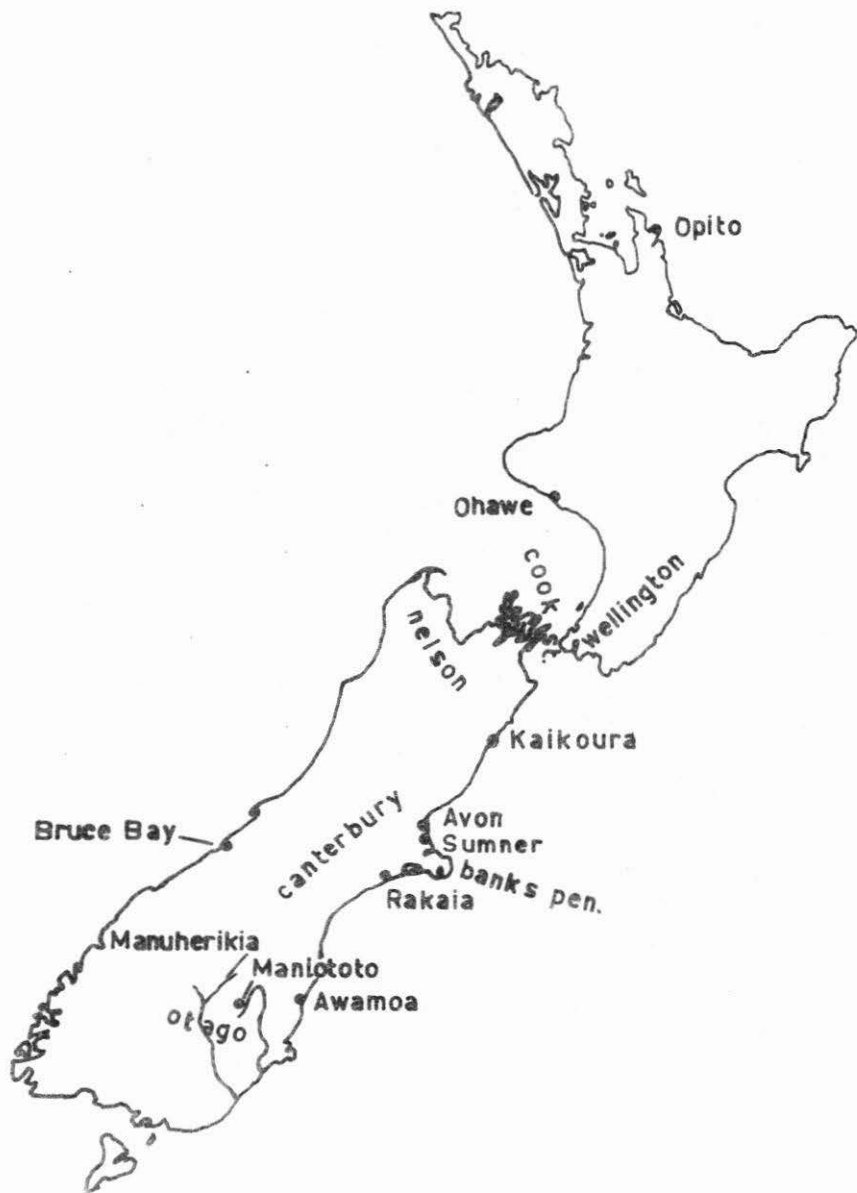 Opito
Ohawe
cook
wellington
nelson
Kaikoura
Avon
Sumner
Bruce Bay
canterbury
banks pen.
Rakaia
Manuherikia
Maniototo
Awamoa
otago